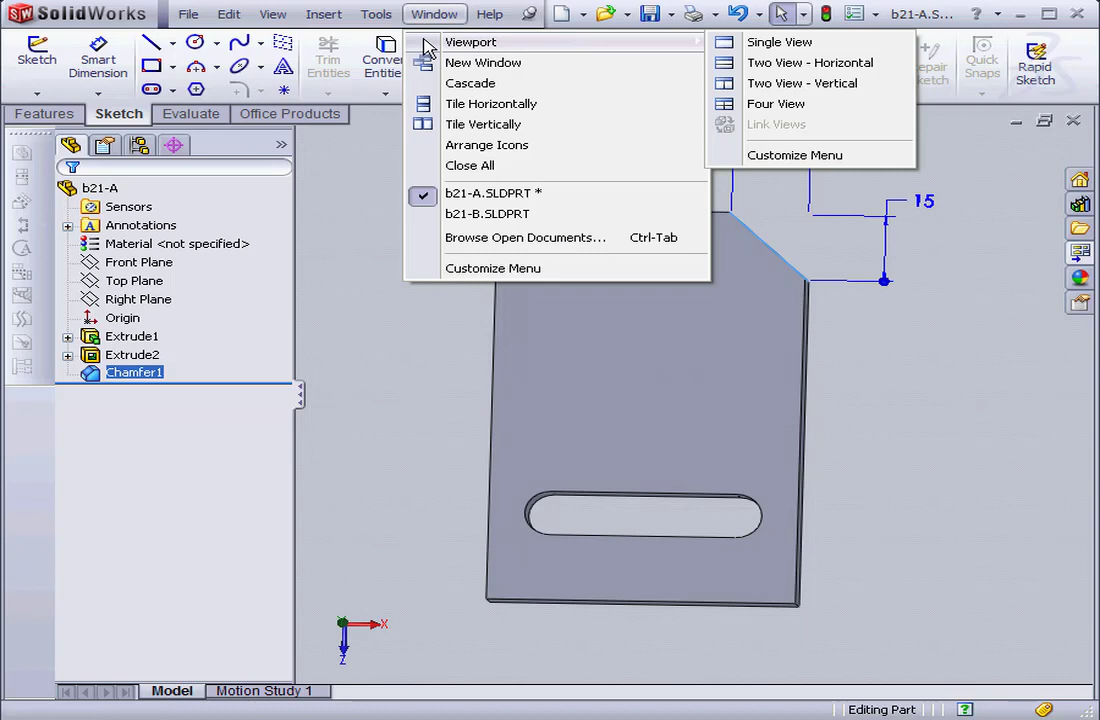 SolidWorks
File Edit View Insert Tools Window Help
b21-A.S...
Sketch
Smart Dimension
Trim Entities
Conver Entitie
Quick Snaps
Rapid Sketch
Features Sketch Evaluate Office Products
b21-A
Sensors
Annotations
Material <not specified>
Front Plane
Top Plane
Right Plane
Origin
Extrude1
Extrude2
Chamfer1
Viewport
New Window
Cascade
Tile Horizontally
Tile Vertically
Arrange Icons
Close All
b21-A.SLDPRT *
b21-B.SLDPRT
Browse Open Documents... Ctrl-Tab
Customize Menu
Single View
Two View - Horizontal
Two View - Vertical
Four View
Link Views
Customize Menu
15
X
Z
Model Motion Study 1
Editing Part